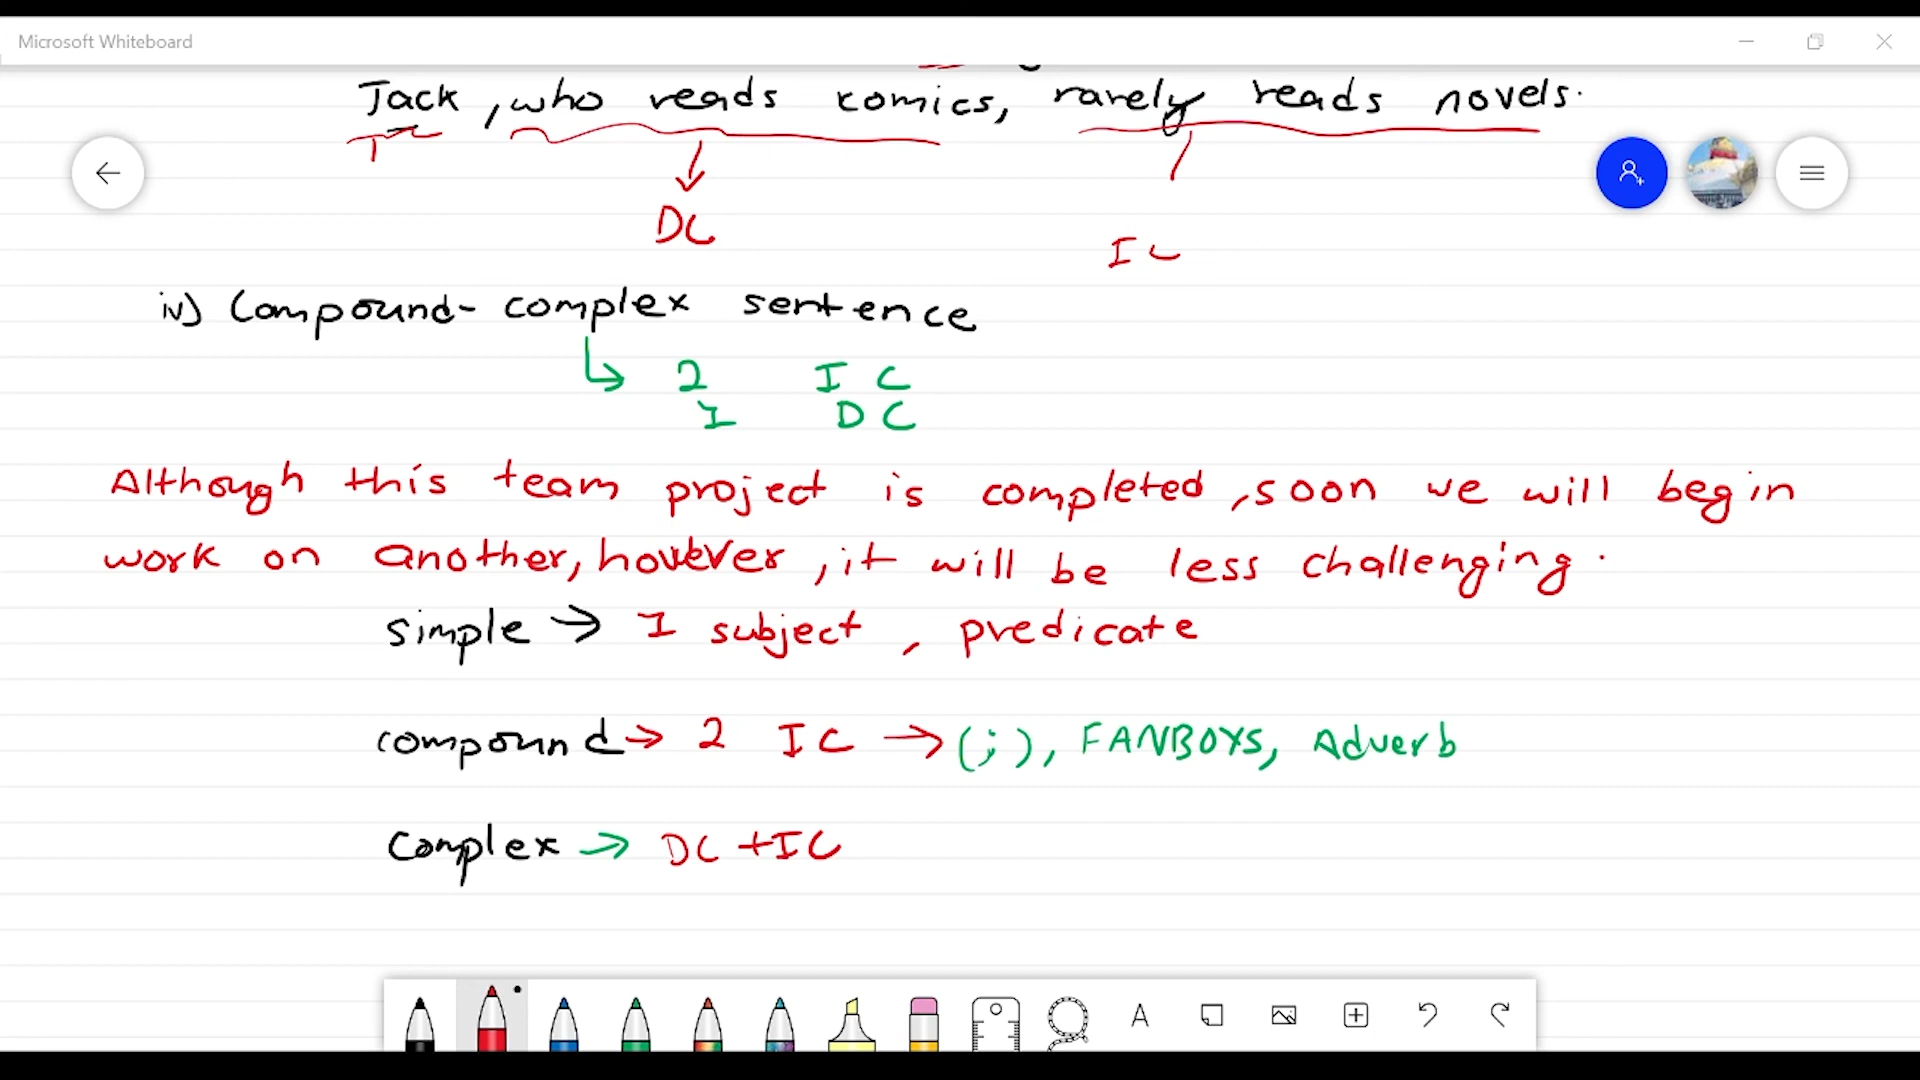 Microsoft Whiteboard
Jack, who reads comics, rarely reads novels.
DC
IC
iv) Compound-complex sentence
2 IC
1 DC
Although this team project is completed, soon we will begin
work on another, however, it will be less challenging.
simple → 1 subject, predicate
compound → 2 IC → (;), FANBOYS, Adverb
Complex → DC + IC
A